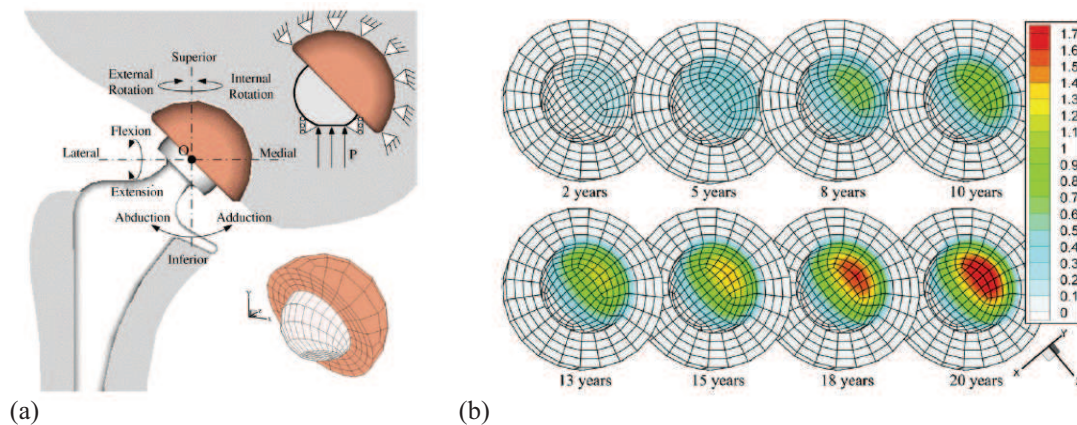 Superior
External
Rotation
Internal
Rotation
Flexion
O
Lateral
Medial
P
Extension
Abduction
Adduction
Inferior
(a)
2 years
5 years
8 years
10 years
13 years
15 years
18 years
20 years
1.7
1.6
1.5
1.4
1.3
1.2
1.1
1
0.9
0.8
0.7
0.6
0.5
0.4
0.3
0.2
0.1
0
Y
X
(b)